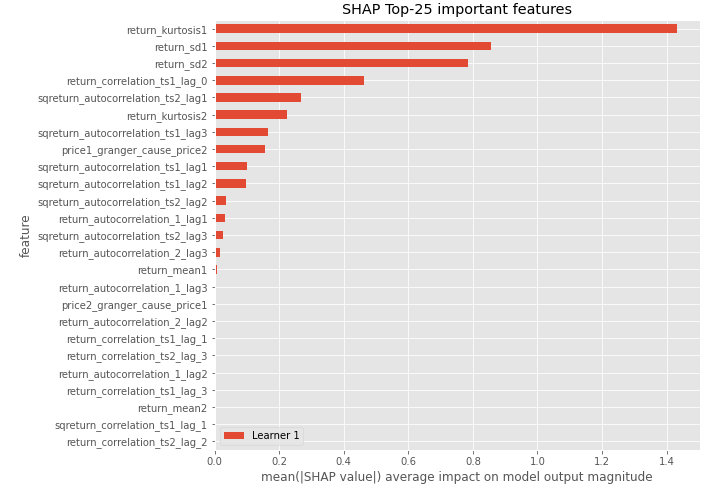 SHAP Top-25 important features
return_kurtosis1
return_sd1
return_sd2
return_correlation_ts1_lag_0
sqreturn_autocorrelation_ts2_lag1
return_kurtosis2
sqreturn_autocorrelation_ts1_lag3
price1_granger_cause_price2
sqreturn_autocorrelation_ts1_lag1
sqreturn_autocorrelation_ts1_lag2
sqreturn_autocorrelation_ts2_lag2
return_autocorrelation_1_lag1
sqreturn_autocorrelation_ts2_lag3
return_autocorrelation_2_lag3
return_mean1
return_autocorrelation_1_lag3
price2_granger_cause_price1
return_autocorrelation_2_lag2
return_correlation_ts1_lag_1
return_correlation_ts2_lag_3
return_autocorrelation_1_lag2
return_correlation_ts1_lag_3
return_mean2
sqreturn_correlation_ts1_lag_1
return_correlation_ts2_lag_2
feature
Learner 1
0.0 0.2 0.4 0.6 0.8 1.0 1.2 1.4
mean(|SHAP value|) average impact on model output magnitude